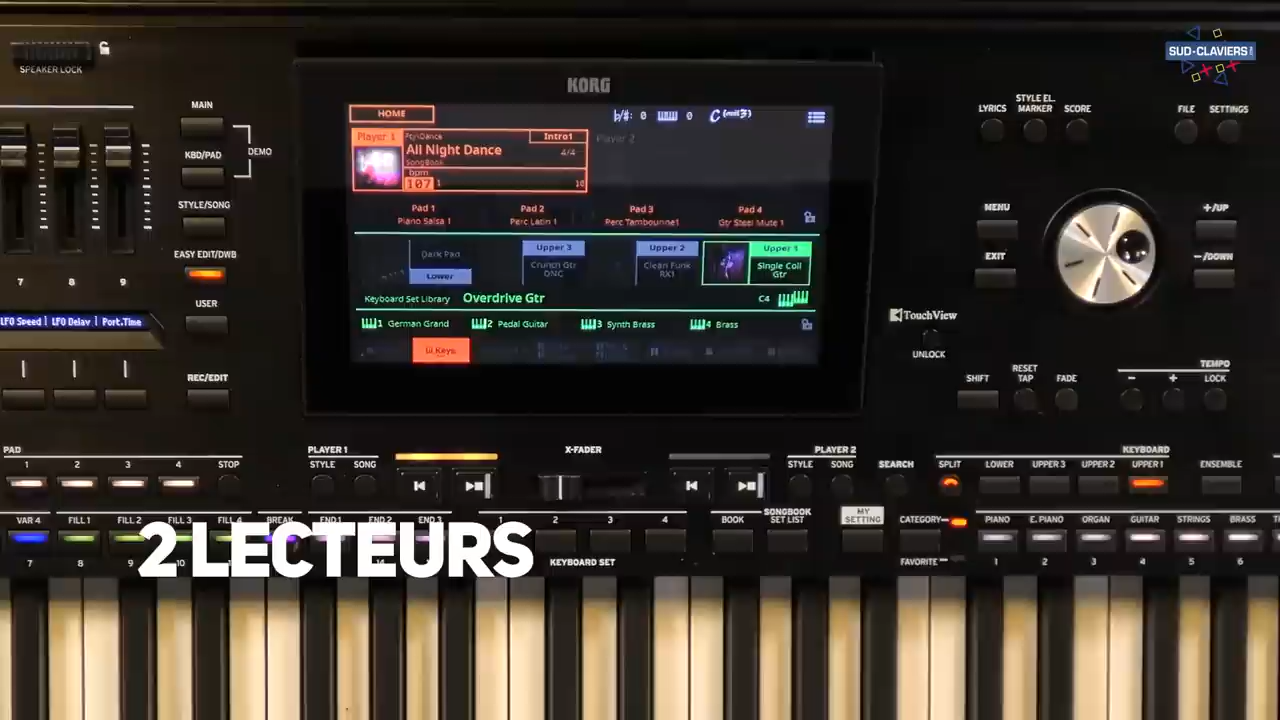 SUD-CLAVIERS
SPEAKER LOCK
MAIN
KBD/PAD
DEMO
STYLE/SONG
EASY EDIT/DWB
USER
REC/EDIT
7 8 9
LFO Speed | LFO Delay | Port.Time
KORG
HOME
b/#: 0 0
Player 1
Intro1
All Night Dance
4/4
SongBook
bpm
107 1
Player 2
Pad 1 Pad 2 Pad 3 Pad 4
Piano Salsa 1 Perc Latin 1 Perc Tambourine1 Gtr Steel Mute 1
Dark Pad
Lower
Upper 3
Crunch Gtr
DNC
Upper 2
Clean Funk
RX1
Upper 1
Single Coil
Gtr
Keyboard Set Library Overdrive Gtr C4
1 German Grand 2 Pedal Guitar 3 Synth Brass 4 Brass
Keys
LYRICS
STYLE EL.
MARKER
SCORE
FILE
SETTINGS
MENU
EXIT
+/UP
–/DOWN
TouchView
UNLOCK
SHIFT
RESET
TAP
FADE
TEMPO
– + LOCK
PAD
1 2 3 4 STOP
PLAYER 1
STYLE SONG
X-FADER
PLAYER 2
STYLE SONG
SEARCH
KEYBOARD
SPLIT LOWER UPPER 3 UPPER 2 UPPER 1 ENSEMBLE
VAR 4 FILL 1 FILL 2 FILL 3 FILL 4 BREAK END 1 END 2 END 3
1 2 3 4
KEYBOARD SET
BOOK
SONGBOOK
SET LIST
MY
SETTING
CATEGORY
FAVORITE
PIANO E. PIANO ORGAN GUITAR STRINGS BRASS
7 8 9 10
1 2 3 4 5 6
2 LECTEURS